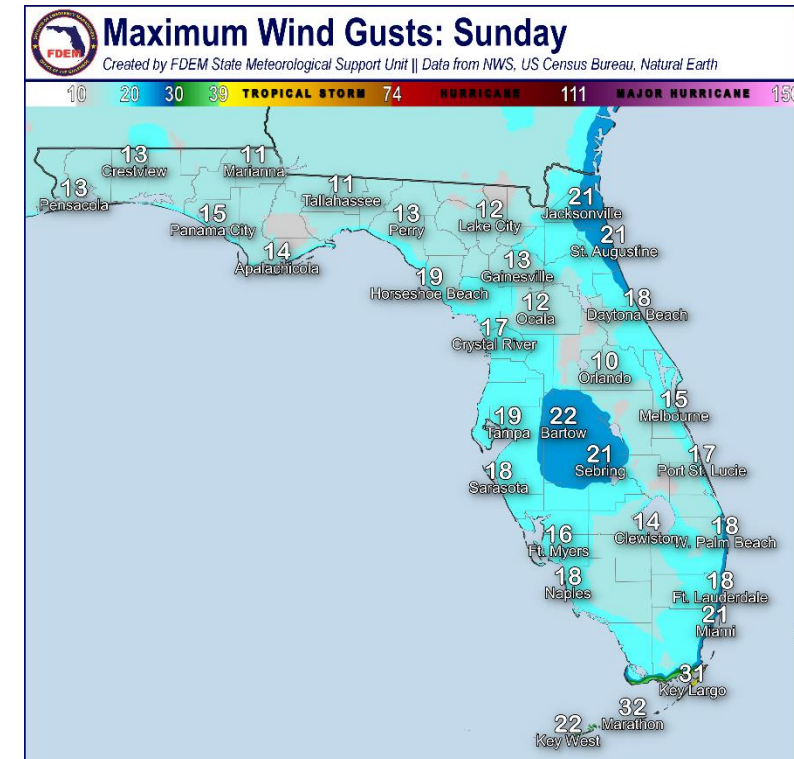 Maximum Wind Gusts: Sunday
Created by FDEM State Meteorological Support Unit || Data from NWS, US Census Bureau, Natural Earth
FDEM
10 20 30 39 TROPICAL STORM 74 HURRICANE 111 MAJOR HURRICANE 150
13
Crestview
11
Marianna
13
Pensacola
11
Tallahassee
15
Panama City
13
Perry
12
Lake City
21
Jacksonville
14
Apalachicola
21
St. Augustine
19
Horseshoe Beach
13
Gainesville
12
Ocala
18
Daytona Beach
17
Crystal River
10
Orlando
19
Tampa
22
Bartow
15
Melbourne
18
Sarasota
21
Sebring
17
Port St. Lucie
16
Ft. Myers
14
Clewiston
18
W. Palm Beach
18
Naples
18
Ft. Lauderdale
21
Miami
31
Key Largo
32
Marathon
22
Key West